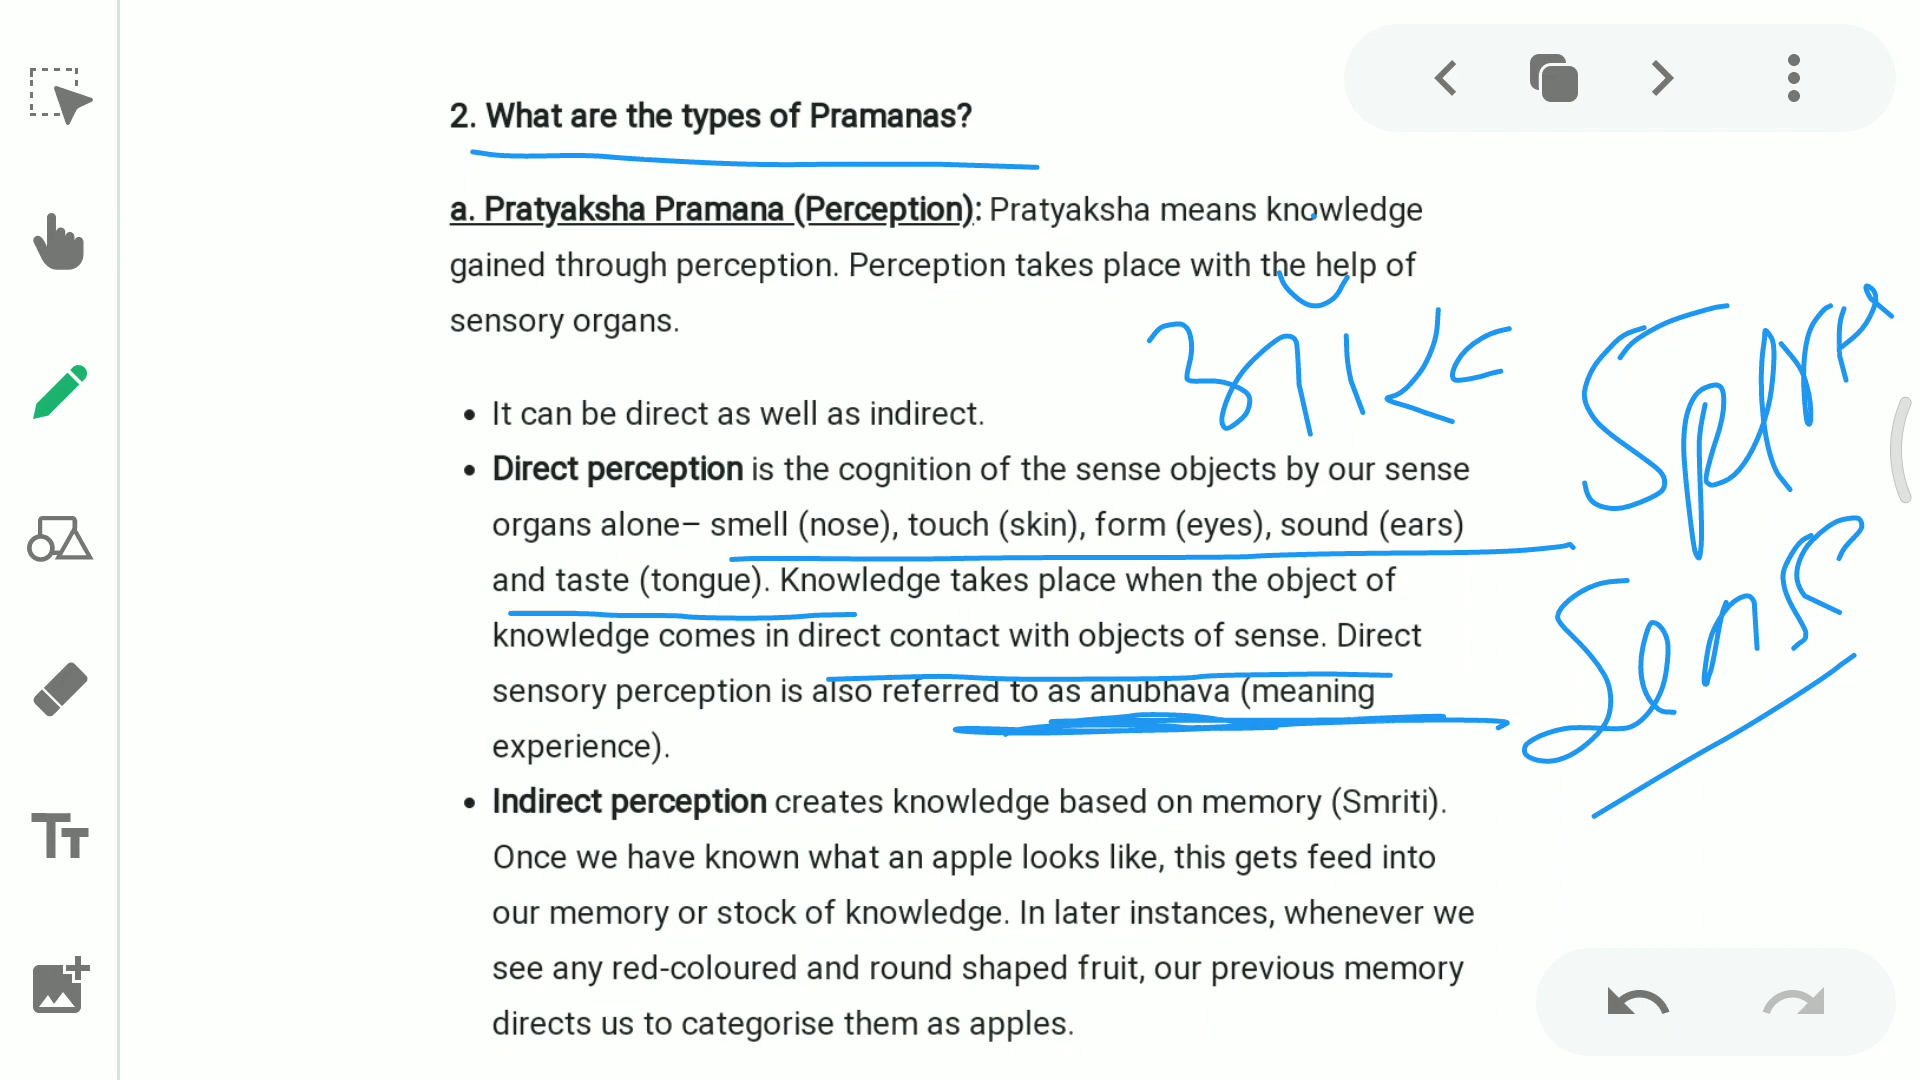 2. What are the types of Pramanas?
a. Pratyaksha Pramana (Perception): Pratyaksha means knowledge
gained through perception. Perception takes place with the help of
sensory organs.
• It can be direct as well as indirect.
• Direct perception is the cognition of the sense objects by our sense
organs alone– smell (nose), touch (skin), form (eyes), sound (ears)
and taste (tongue). Knowledge takes place when the object of
knowledge comes in direct contact with objects of sense. Direct
sensory perception is also referred to as anubhava (meaning
experience).
• Indirect perception creates knowledge based on memory (Smriti).
Once we have known what an apple looks like, this gets feed into
our memory or stock of knowledge. In later instances, whenever we
see any red-coloured and round shaped fruit, our previous memory
directs us to categorise them as apples.
TT